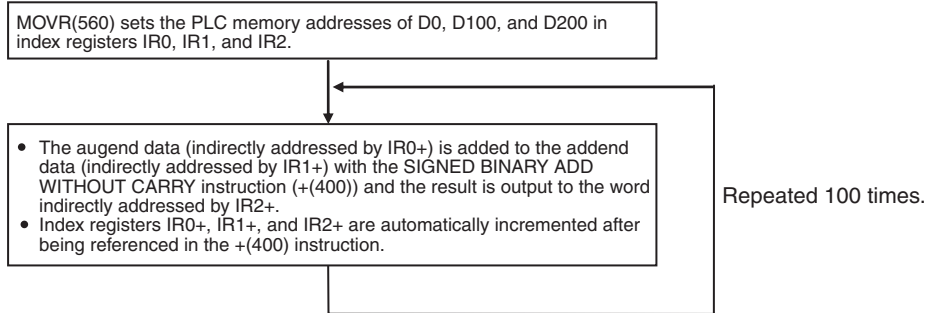 MOVR(560) sets the PLC memory addresses of D0, D100, and D200 in
index registers IR0, IR1, and IR2.
• The augend data (indirectly addressed by IR0+) is added to the addend
data (indirectly addressed by IR1+) with the SIGNED BINARY ADD
WITHOUT CARRY instruction (+(400)) and the result is output to the word
indirectly addressed by IR2+.
• Index registers IR0+, IR1+, and IR2+ are automatically incremented after
being referenced in the +(400) instruction.
Repeated 100 times.